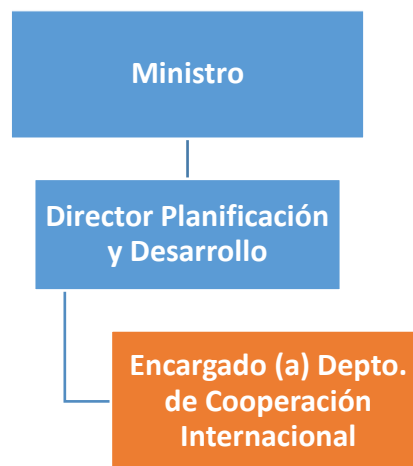 Ministro
Director Planificación
y Desarrollo
Encargado (a) Depto.
de Cooperación
Internacional